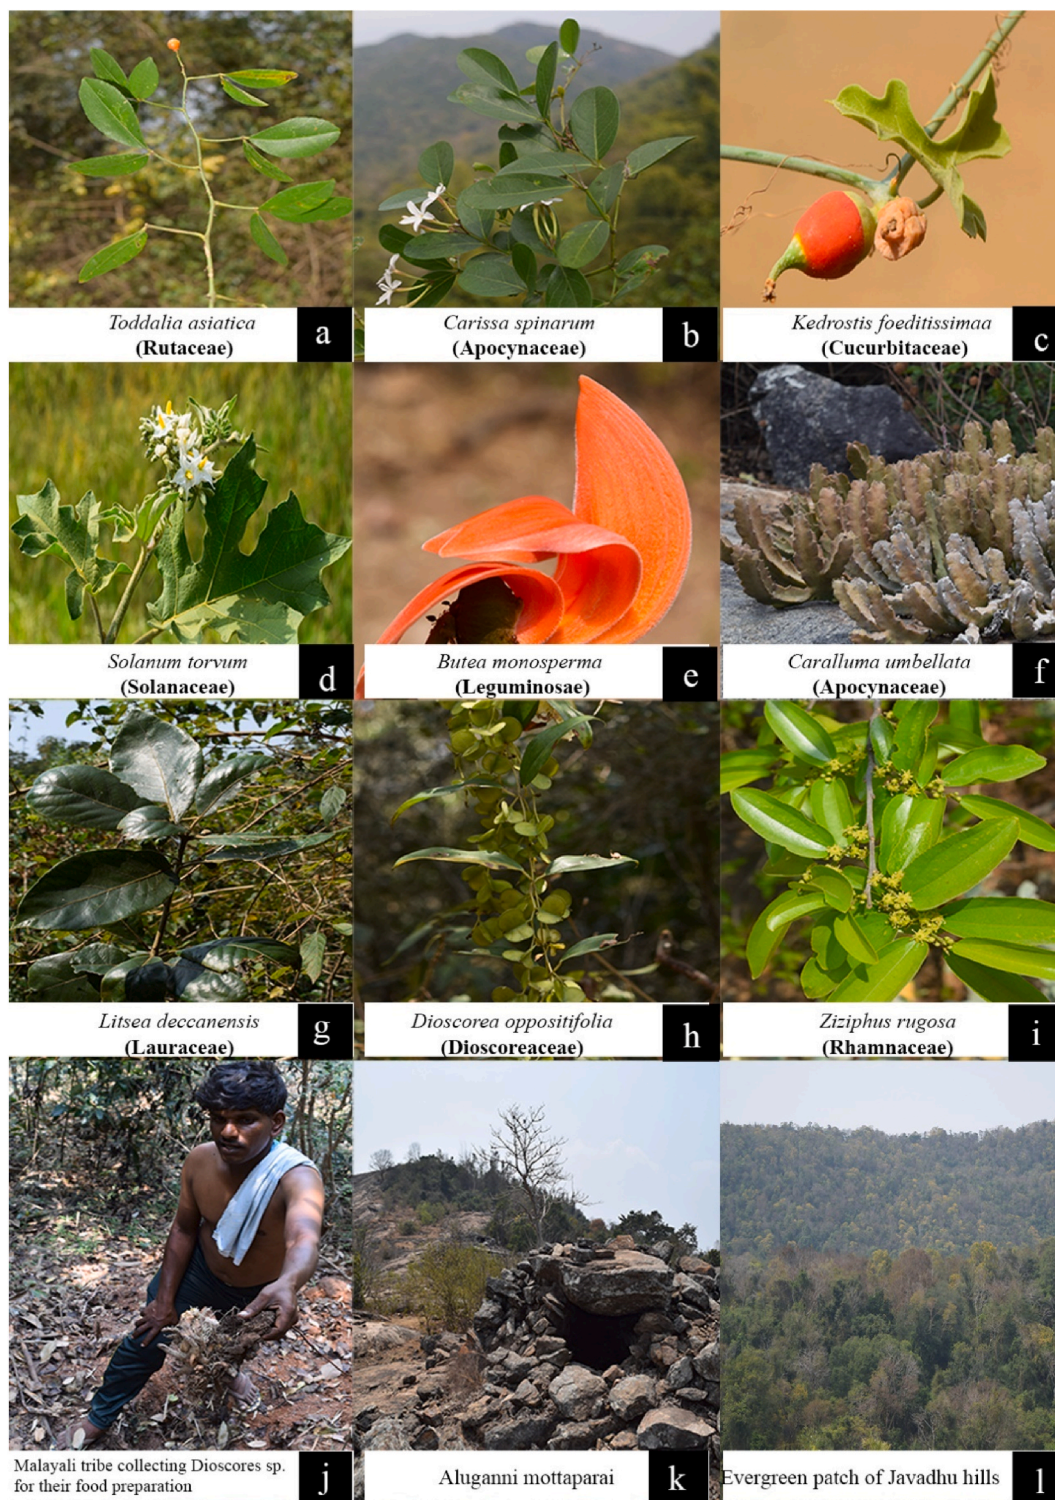 Toddalia asiatica
(Rutaceae)
a
Carissa spinarum
(Apocynaceae)
b
Kedrostis foeditissimaa
(Cucurbitaceae)
c
Solanum torvum
(Solanaceae)
d
Butea monosperma
(Leguminosae)
e
Caralluma umbellata
(Apocynaceae)
f
Litsea deccanensis
(Lauraceae)
g
Dioscorea oppositifolia
(Dioscoreaceae)
h
Ziziphus rugosa
(Rhamnaceae)
i
Malayali tribe collecting Dioscores sp.
for their food preparation
j
Aluganni mottaparai
k
Evergreen patch of Javadhu hills
l